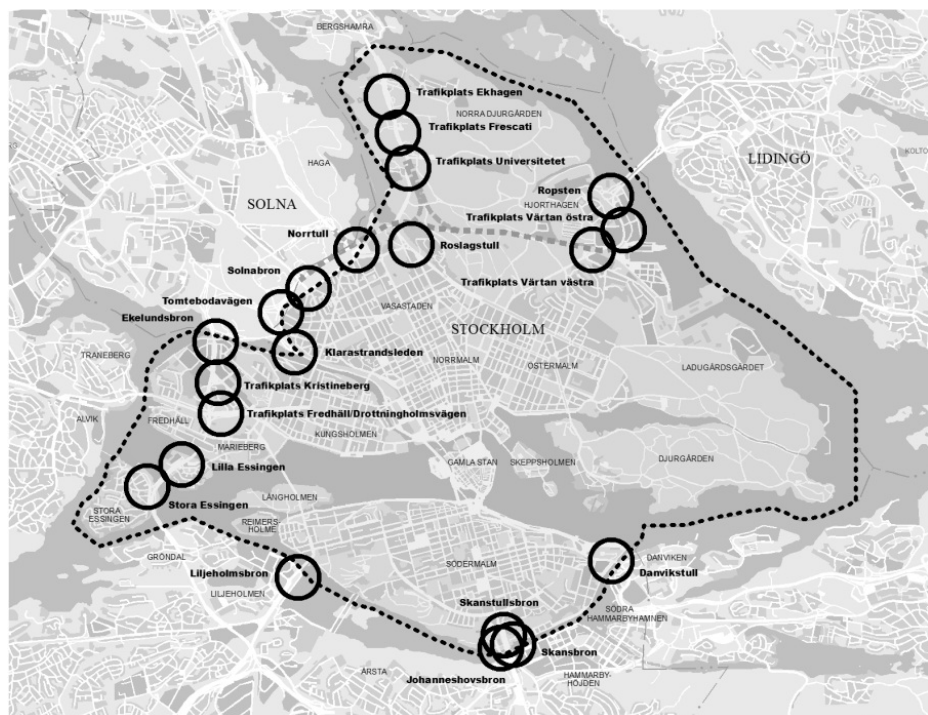 BERGSHAMRA
Trafikplats Ekhagen
NORRA DJURGÅRDEN
Trafikplats Frescati
HAGA
Trafikplats Universitetet
LIDINGÖ
SOLNA
Ropsten
HJORTHAGEN
Trafikplats Värtan östra
Norrtull
Roslagstull
Solnabron
Trafikplats Värtan västra
Tomtebodavägen
VASASTADEN
Ekelundsbron
STOCKHOLM
TRANEBERG
Klarastrandsleden
NORRMALM
ÖSTERMALM
LADUGÅRDSGÄRDET
Trafikplats Kristineberg
ALVIK
FREDHÄLL
Trafikplats Fredhäll/Drottningholmsvägen
KUNGSHOLMEN
MARIEBERG
Lilla Essingen
GAMLA STAN
SKEPPSHOLMEN
DJURGÅRDEN
LÅNGHOLMEN
Stora Essingen
STORA
ESSINGEN
REIMERS-
HOLME
GRÖNDAL
SÖDERMALM
DANVIKEN
Liljeholmsbron
Danvikstull
LILJEHOLMEN
Skanstullsbron
SÖDRA
HAMMARBYHAMNEN
Skansbron
ÅRSTA
Johanneshovsbron
HAMMARBY-
HÖJDEN